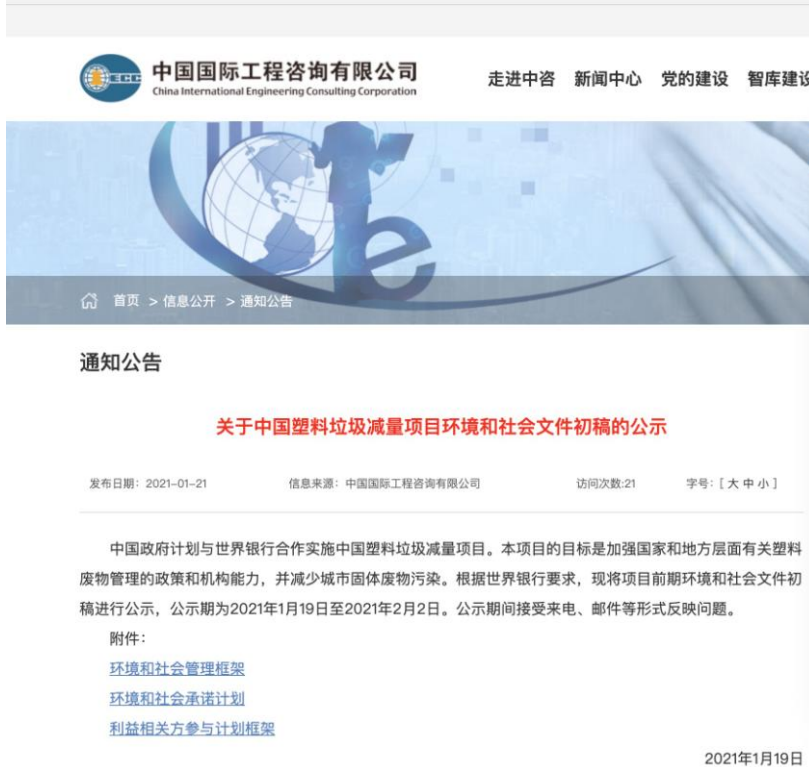 中国国际工程咨询有限公司
China International Engineering Consulting Corporation
走进中咨 新闻中心 党的建设 智库建设
首页 > 信息公开 > 通知公告
通知公告
关于中国塑料垃圾减量项目环境和社会文件初稿的公示
发布日期：2021-01-21 信息来源：中国国际工程咨询有限公司 访问次数:21 字号：[ 大 中 小 ]
中国政府计划与世界银行合作实施中国塑料垃圾减量项目。本项目的目标是加强国家和地方层面有关塑料
废物管理的政策和机构能力，并减少城市固体废物污染。根据世界银行要求，现将项目前期环境和社会文件初
稿进行公示，公示期为2021年1月19日至2021年2月2日。公示期间接受来电、邮件等形式反映问题。
附件：
环境和社会管理框架
环境和社会承诺计划
利益相关方参与计划框架
2021年1月19日